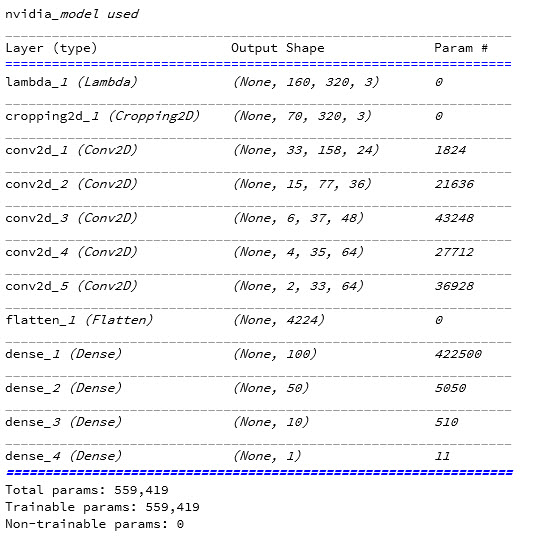 nvidia_model used
Layer (type) Output Shape Param #
lambda_1 (Lambda) (None, 160, 320, 3) 0
cropping2d_1 (Cropping2D) (None, 70, 320, 3) 0
conv2d_1 (Conv2D) (None, 33, 158, 24) 1824
conv2d_2 (Conv2D) (None, 15, 77, 36) 21636
conv2d_3 (Conv2D) (None, 6, 37, 48) 43248
conv2d_4 (Conv2D) (None, 4, 35, 64) 27712
conv2d_5 (Conv2D) (None, 2, 33, 64) 36928
flatten_1 (Flatten) (None, 4224) 0
dense_1 (Dense) (None, 100) 422500
dense_2 (Dense) (None, 50) 5050
dense_3 (Dense) (None, 10) 510
dense_4 (Dense) (None, 1) 11
Total params: 559,419
Trainable params: 559,419
Non-trainable params: 0